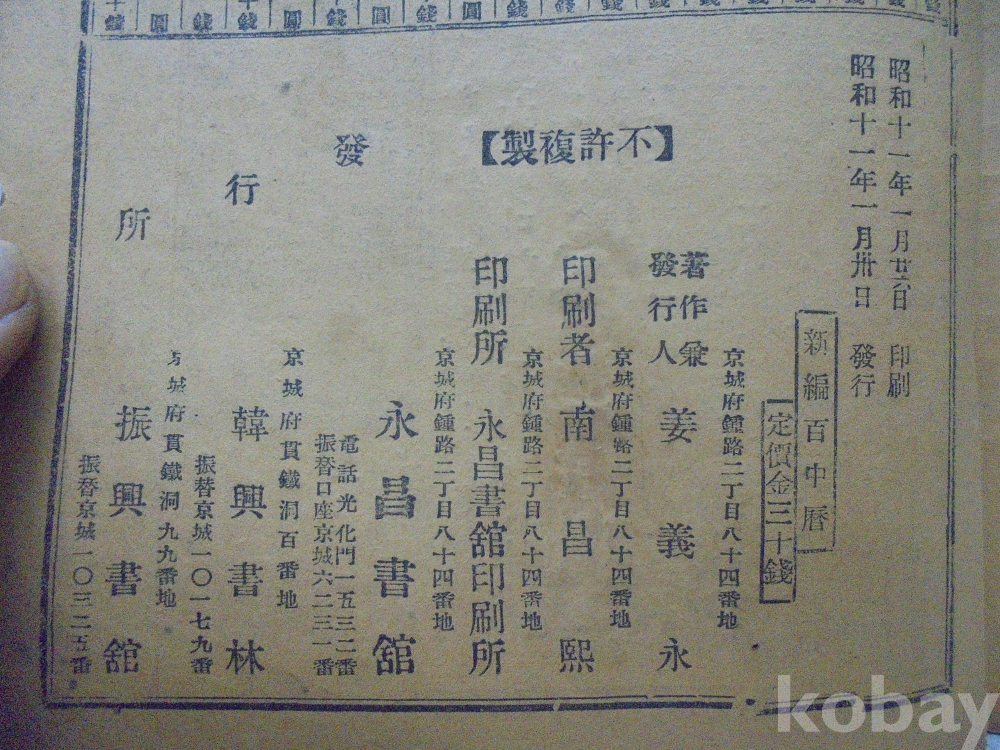 昭和十一年一月廿六日 印刷
昭和十一年一月卅日 發行
新編百中曆
定價金三十錢
【不許複製】
京城府鍾路二丁目八十四番地
著作兼
發行人
姜義永
京城府鍾路二丁目八十四番地
印刷者 南昌熙
京城府鍾路二丁目八十四番地
印刷所 永昌書舘印刷所
京城府鍾路二丁目八十四番地
發行所
永昌書舘
電話光化門一五三二番
振替口座京城六二三一番
京城府貫鐵洞百番地
韓興書林
振替京城一〇一七九番
京城府貫鐵洞九九番地
振興書舘
振替京城一〇三二五番
kobay